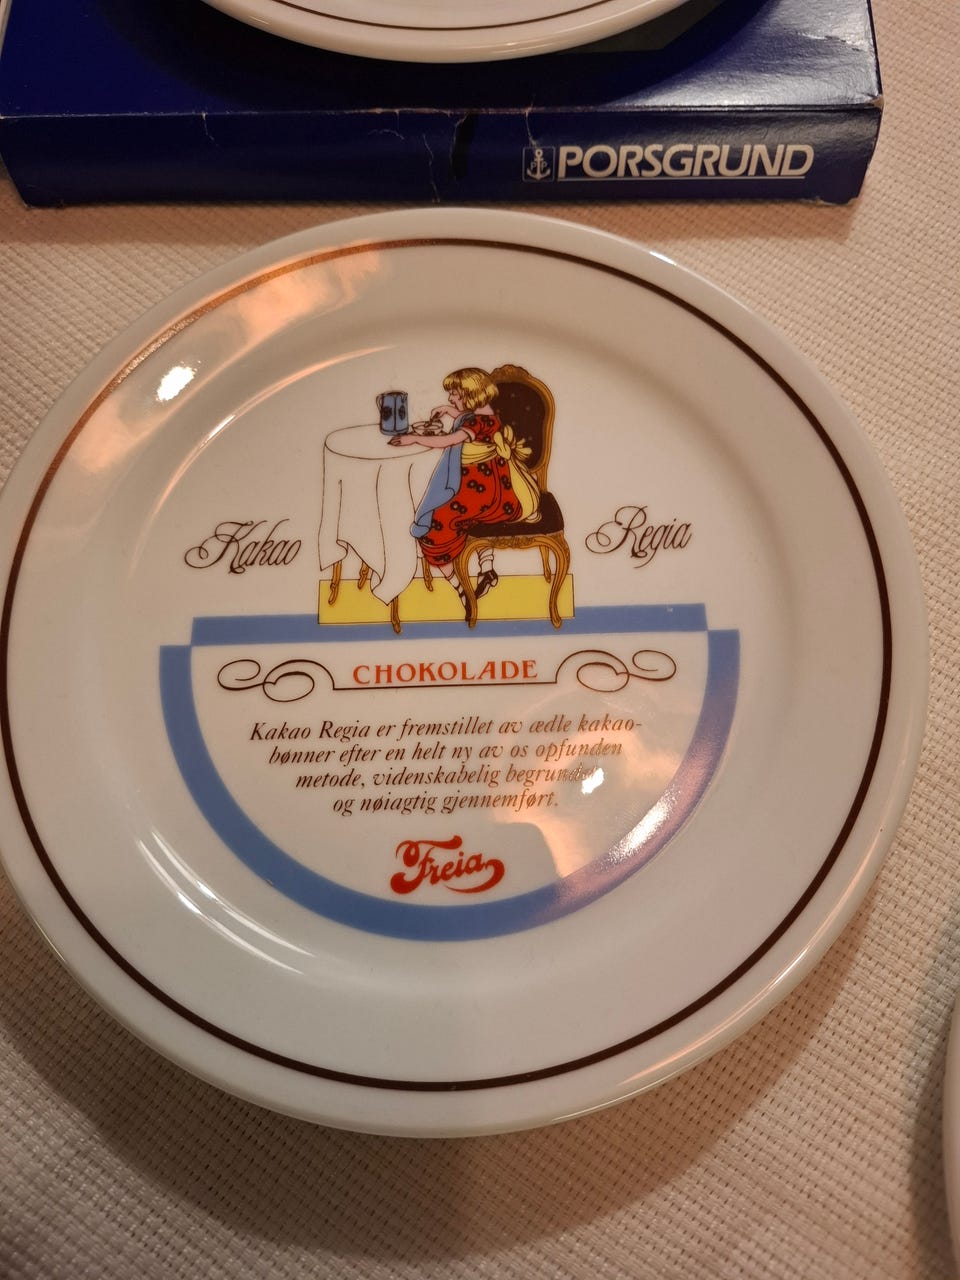 PORSGRUND
Kakao Regia
CHOKOLADE
Kakao Regia er fremstillet av ædle kakao-
bønner efter en helt ny av os opfunden
metode, videnskabelig begrundet
og nøiagtig gjennemført.
Freia